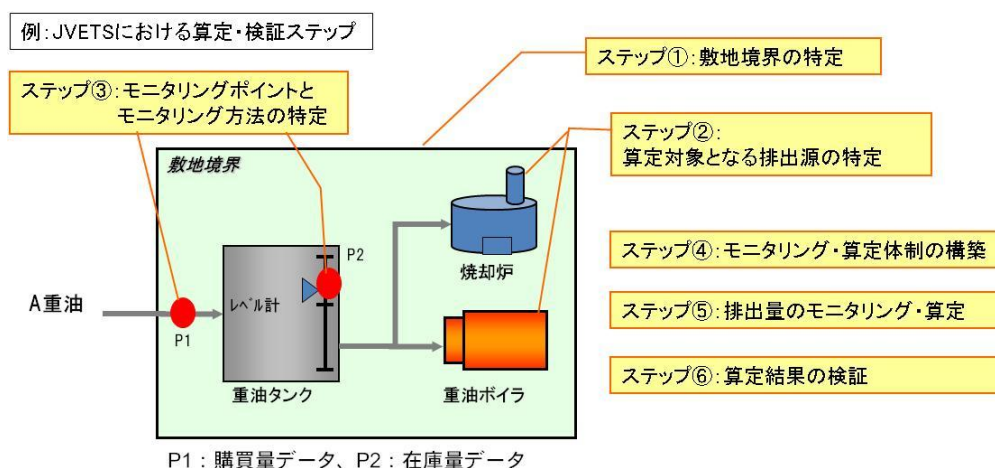 例:JVETSにおける算定・検証ステップ
ステップ①:敷地境界の特定
ステップ③:モニタリングポイントと
モニタリング方法の特定
ステップ②:
算定対象となる排出源の特定
敷地境界
P2
焼却炉
ステップ④:モニタリング・算定体制の構築
A重油
レベル計
P1
ステップ⑤:排出量のモニタリング・算定
重油タンク
重油ボイラ
ステップ⑥:算定結果の検証
P1:購買量データ、P2:在庫量データ